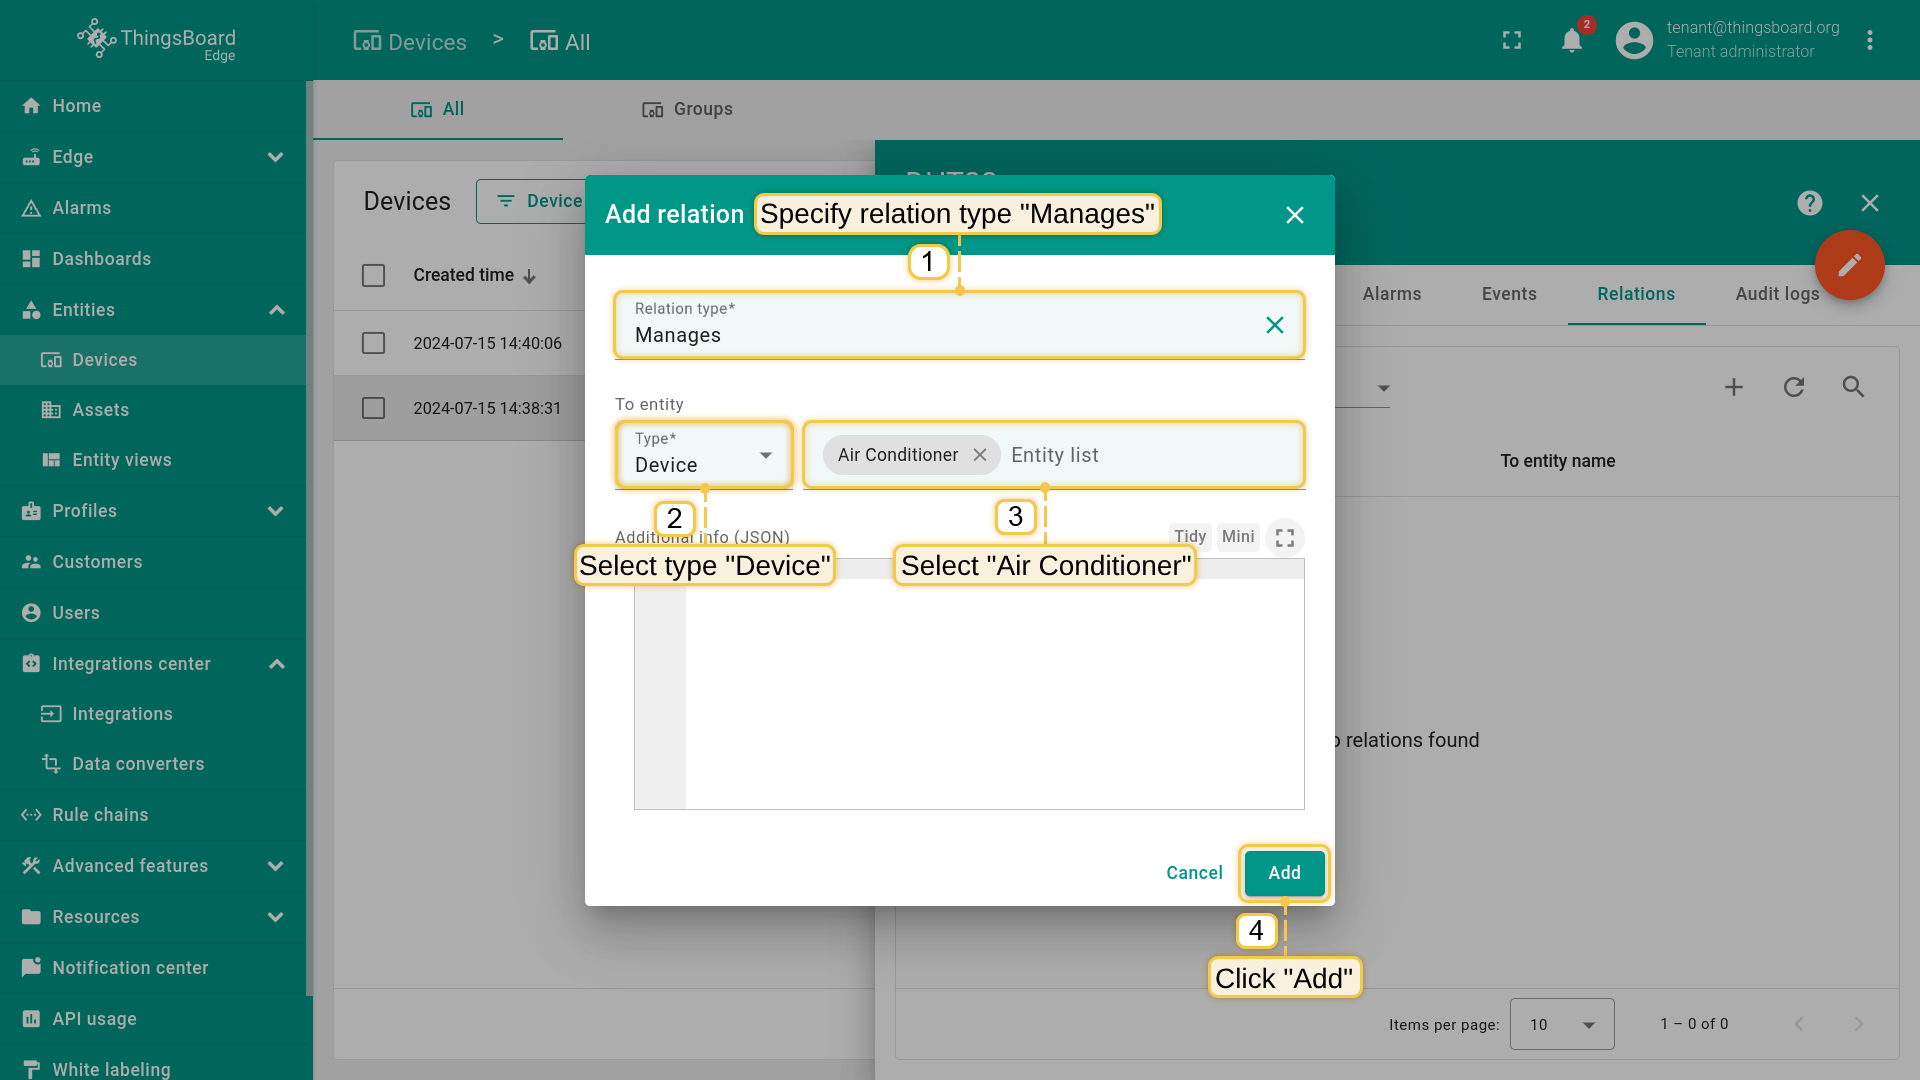 ThingsBoard
Edge
Devices > All
2
tenant@thingsboard.org
Tenant administrator
Home
Edge
Alarms
Dashboards
Entities
Devices
Assets
Entity views
Profiles
Customers
Users
Integrations center
Integrations
Data converters
Rule chains
Advanced features
Resources
Notification center
API usage
White labeling
All
Groups
Devices
Device
Created time
2024-07-15 14:40:06
2024-07-15 14:38:31
Alarms
Events
Relations
Audit logs
To entity name
relations found
Items per page:
10
1 – 0 of 0
Add relation
Specify relation type "Manages"
1
Relation type*
Manages
To entity
Type*
Device
Air Conditioner
Entity list
2
3
Additional info (JSON)
Tidy
Mini
Select type "Device"
Select "Air Conditioner"
Cancel
Add
4
Click "Add"